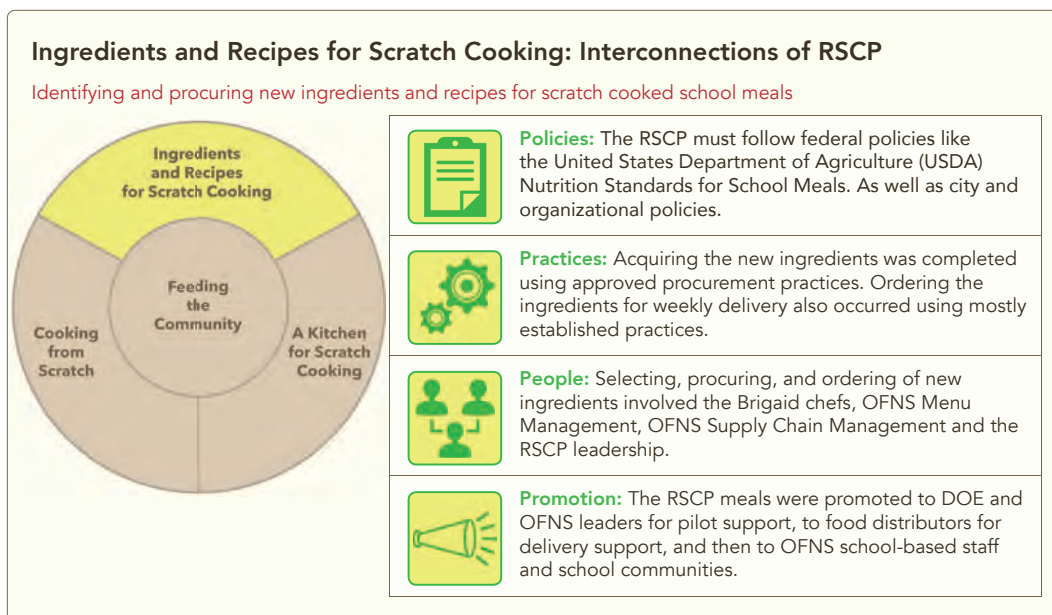 Ingredients and Recipes for Scratch Cooking: Interconnections of RSCP
Identifying and procuring new ingredients and recipes for scratch cooked school meals
Ingredients
and Recipes
for Scratch Cooking
Feeding
the
Community
Cooking
from
Scratch
A Kitchen
for Scratch
Cooking
Policies: The RSCP must follow federal policies like
the United States Department of Agriculture (USDA)
Nutrition Standards for School Meals. As well as city and
organizational policies.
Practices: Acquiring the new ingredients was completed
using approved procurement practices. Ordering the
ingredients for weekly delivery also occurred using mostly
established practices.
People: Selecting, procuring, and ordering of new
ingredients involved the Brigaid chefs, OFNS Menu
Management, OFNS Supply Chain Management and the
RSCP leadership.
Promotion: The RSCP meals were promoted to DOE and
OFNS leaders for pilot support, to food distributors for
delivery support, and then to OFNS school-based staff
and school communities.